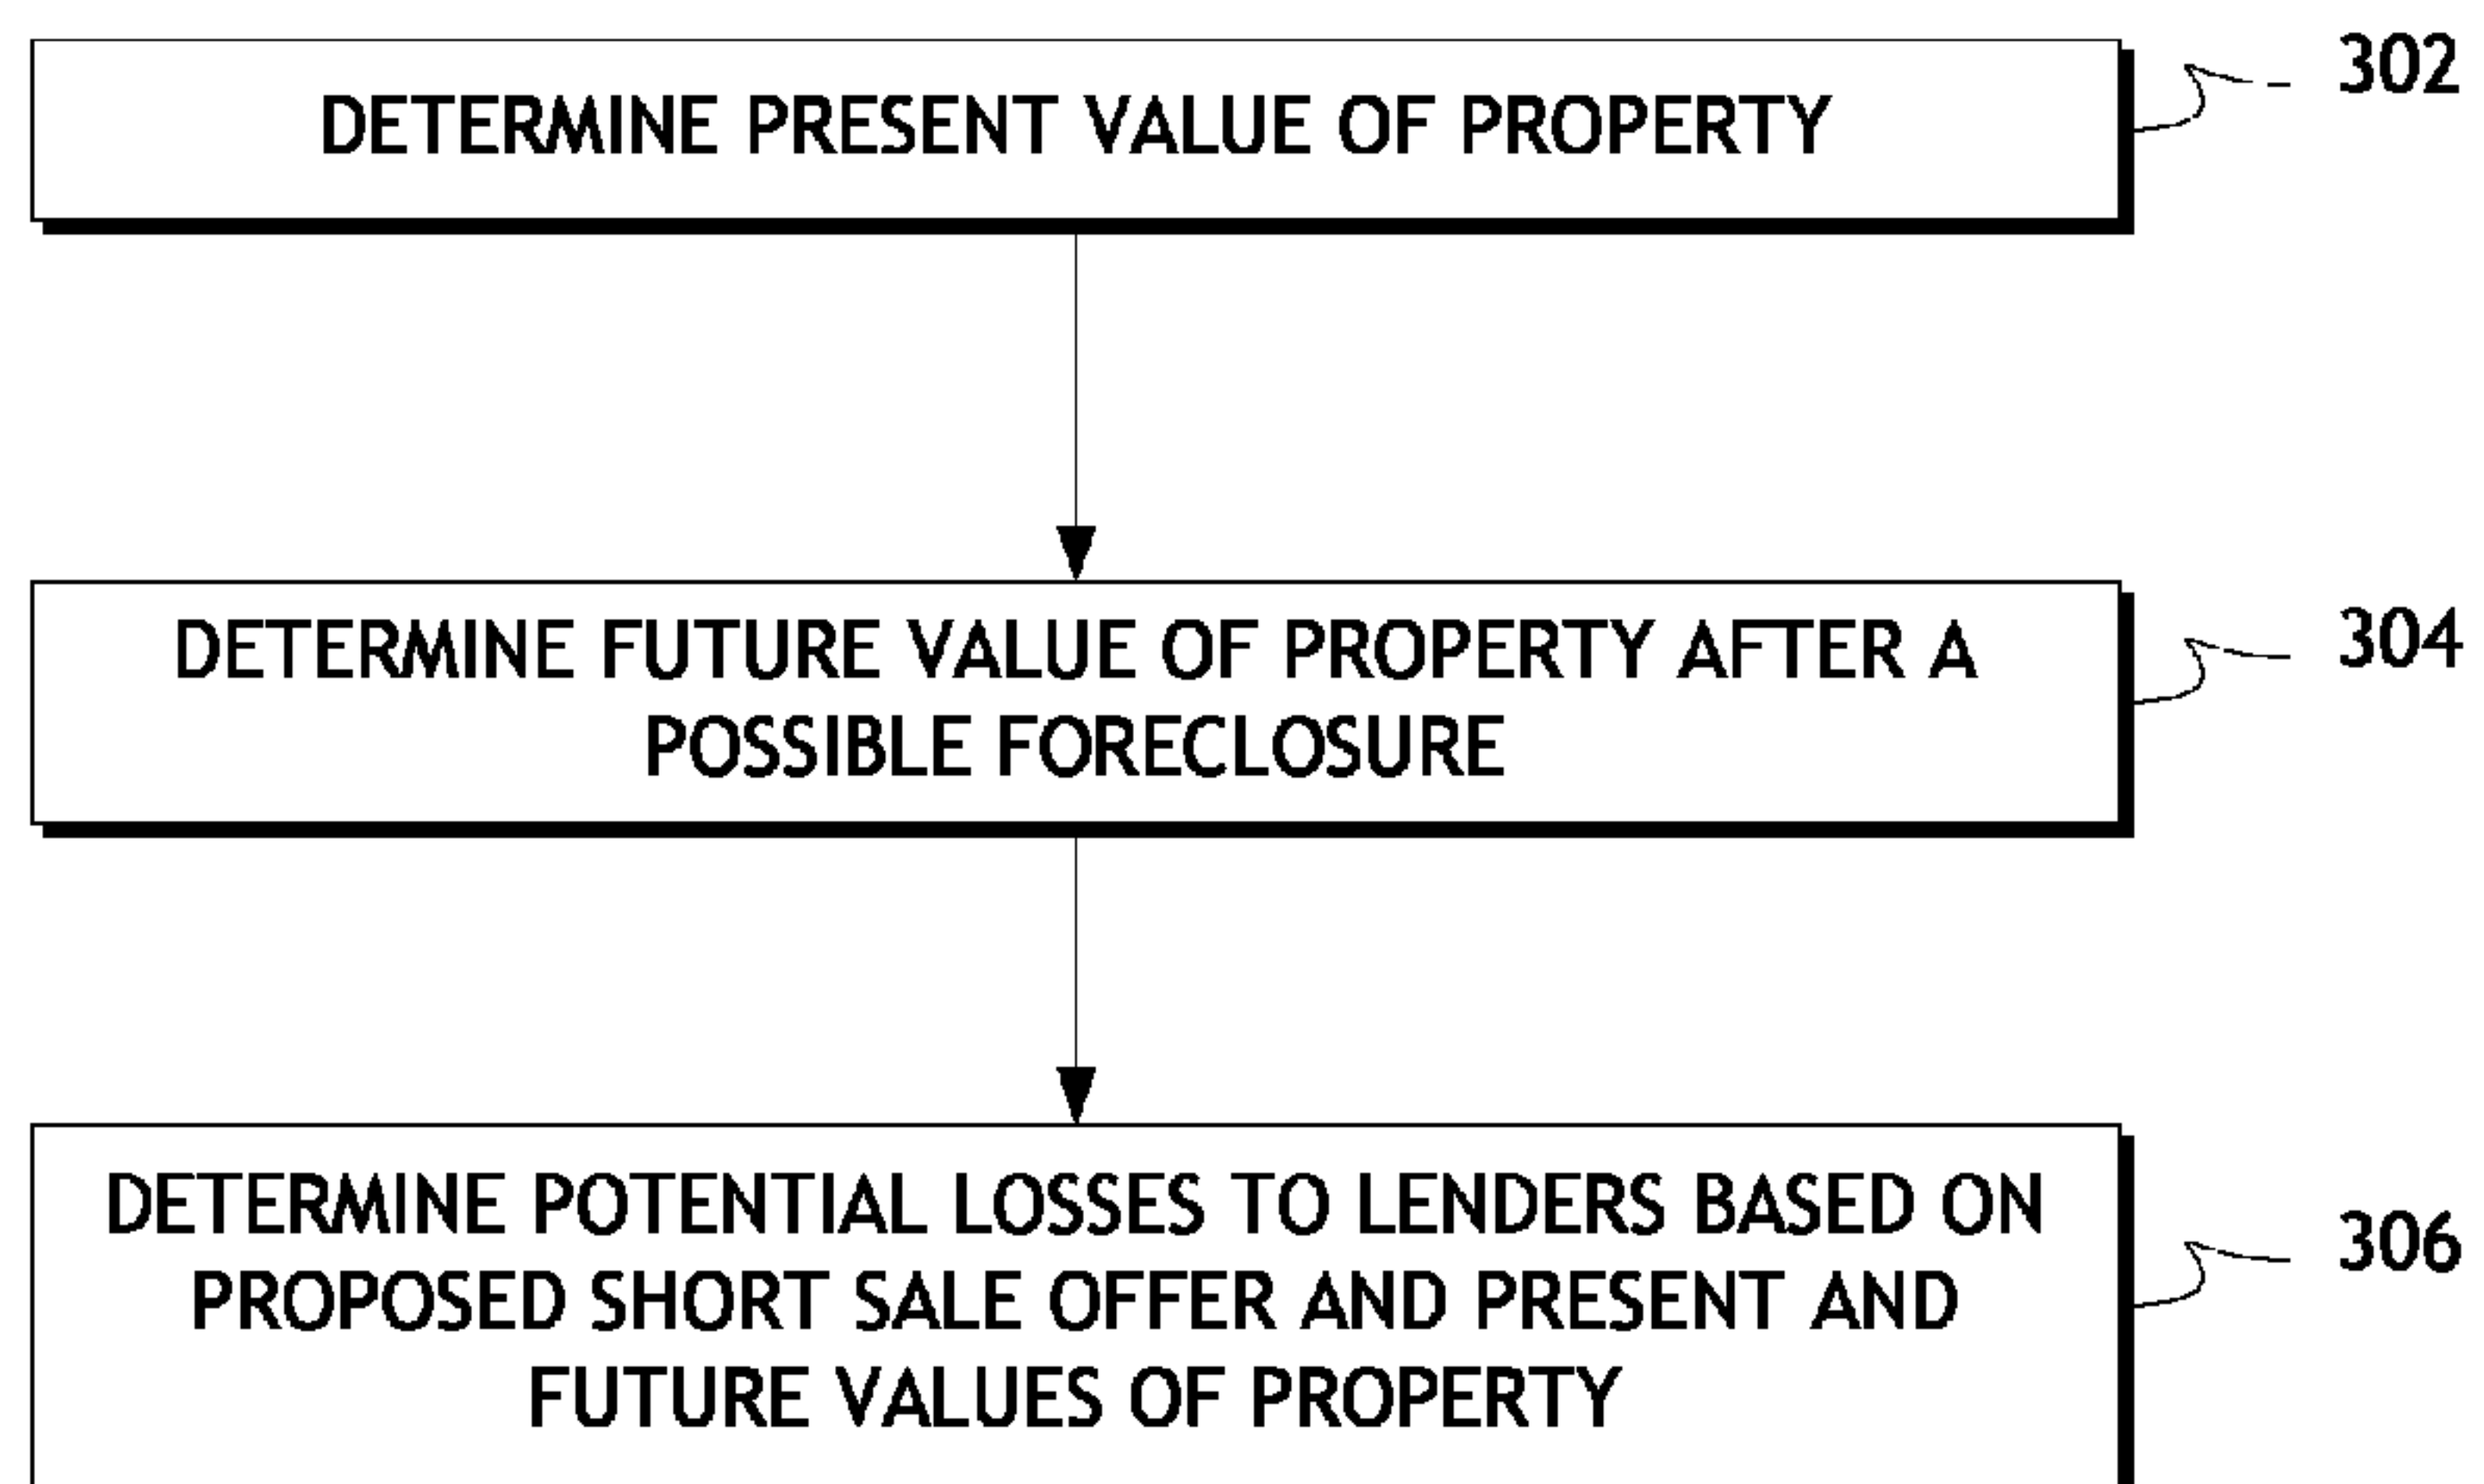 DETERMINE PRESENT VALUE OF PROPERTY
302
DETERMINE FUTURE VALUE OF PROPERTY AFTER A
POSSIBLE FORECLOSURE
304
DETERMINE POTENTIAL LOSSES TO LENDERS BASED ON
PROPOSED SHORT SALE OFFER AND PRESENT AND
FUTURE VALUES OF PROPERTY
306